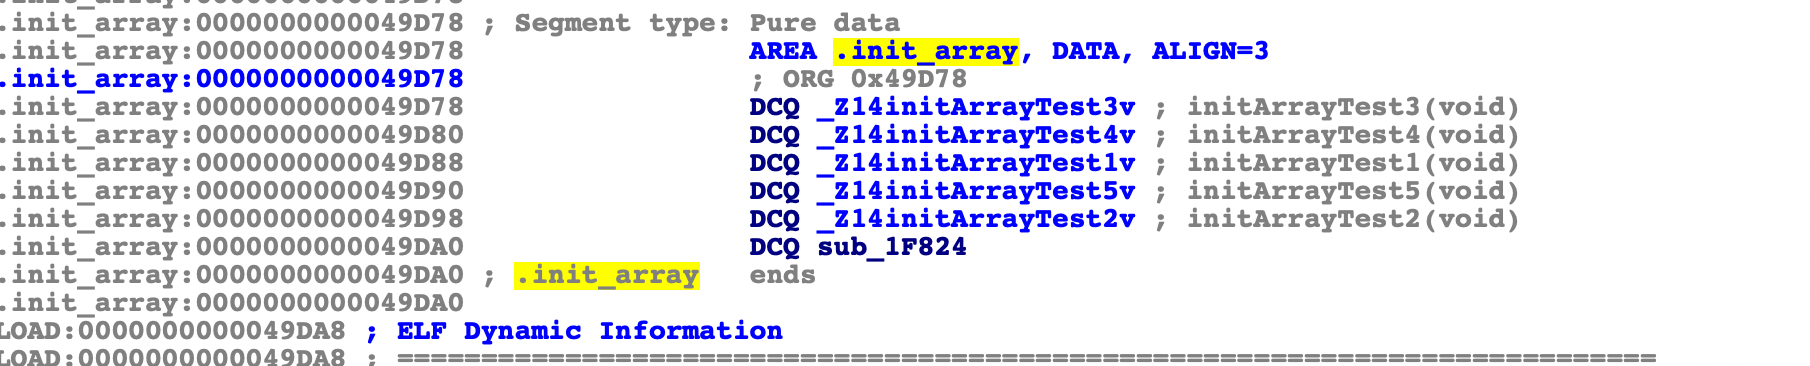 .init_array:0000000000049D78
.init_array:0000000000049D78 ; Segment type: Pure data
.init_array:0000000000049D78 AREA .init_array, DATA, ALIGN=3
.init_array:0000000000049D78 ; ORG 0x49D78
.init_array:0000000000049D78 DCQ _Z14initArrayTest3v ; initArrayTest3(void)
.init_array:0000000000049D80 DCQ _Z14initArrayTest4v ; initArrayTest4(void)
.init_array:0000000000049D88 DCQ _Z14initArrayTest1v ; initArrayTest1(void)
.init_array:0000000000049D90 DCQ _Z14initArrayTest5v ; initArrayTest5(void)
.init_array:0000000000049D98 DCQ _Z14initArrayTest2v ; initArrayTest2(void)
.init_array:0000000000049DA0 DCQ sub_1F824
.init_array:0000000000049DA0 ; .init_array ends
.init_array:0000000000049DA0
LOAD:0000000000049DA8 ; ELF Dynamic Information
LOAD:0000000000049DA8 ; ===========================================================================